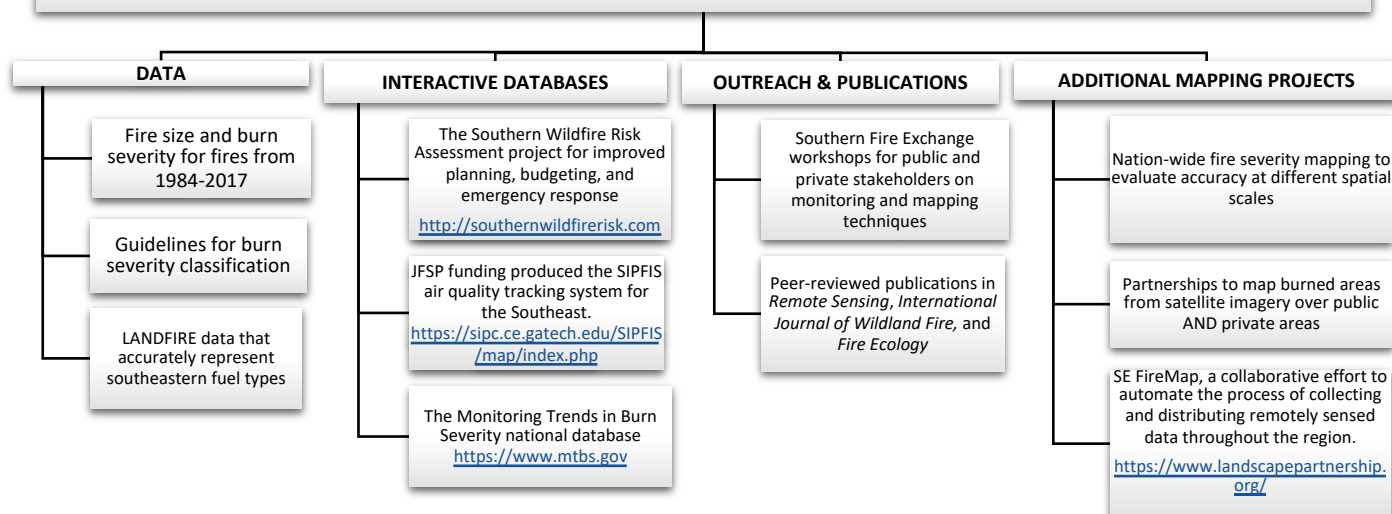 DATA
Fire size and burn
severity for fires from
1984-2017
Guidelines for burn
severity classification
LANDFIRE data that
accurately represent
southeastern fuel types
INTERACTIVE DATABASES
The Southern Wildfire Risk
Assessment project for improved
planning, budgeting, and
emergency response
http://southernwildfirerisk.com
JFSP funding produced the SIPFIS
air quality tracking system for
the Southeast.
https://sipc.ce.gatech.edu/SIPFIS
/map/index.php
The Monitoring Trends in Burn
Severity national database
https://www.mtbs.gov
OUTREACH & PUBLICATIONS
Southern Fire Exchange
workshops for public and
private stakeholders on
monitoring and mapping
techniques
Peer-reviewed publications in
Remote Sensing, International
Journal of Wildland Fire, and
Fire Ecology
ADDITIONAL MAPPING PROJECTS
Nation-wide fire severity mapping to
evaluate accuracy at different spatial
scales
Partnerships to map burned areas
from satellite imagery over public
AND private areas
SE FireMap, a collaborative effort to
automate the process of collecting
and distributing remotely sensed
data throughout the region.
https://www.landscapepartnership.
org/